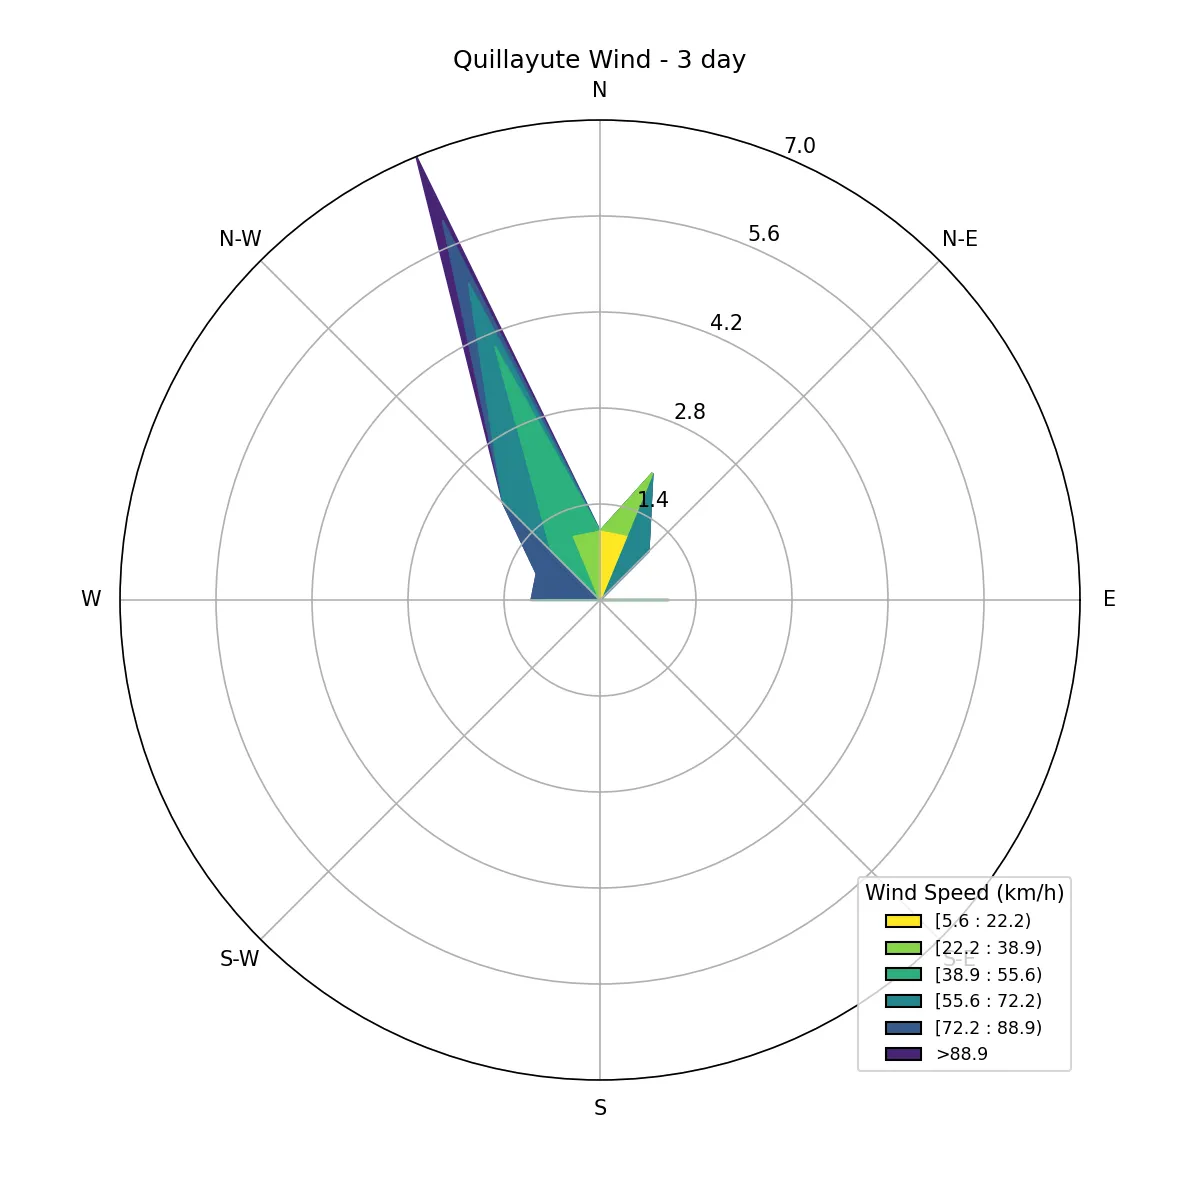 Quillayute Wind - 3 day
N
7.0
N-W
5.6
N-E
4.2
2.8
1.4
W
E
Wind Speed (km/h)
[5.6 : 22.2)
[22.2 : 38.9)
S-W
S-E
[38.9 : 55.6)
[55.6 : 72.2)
[72.2 : 88.9)
>88.9
S